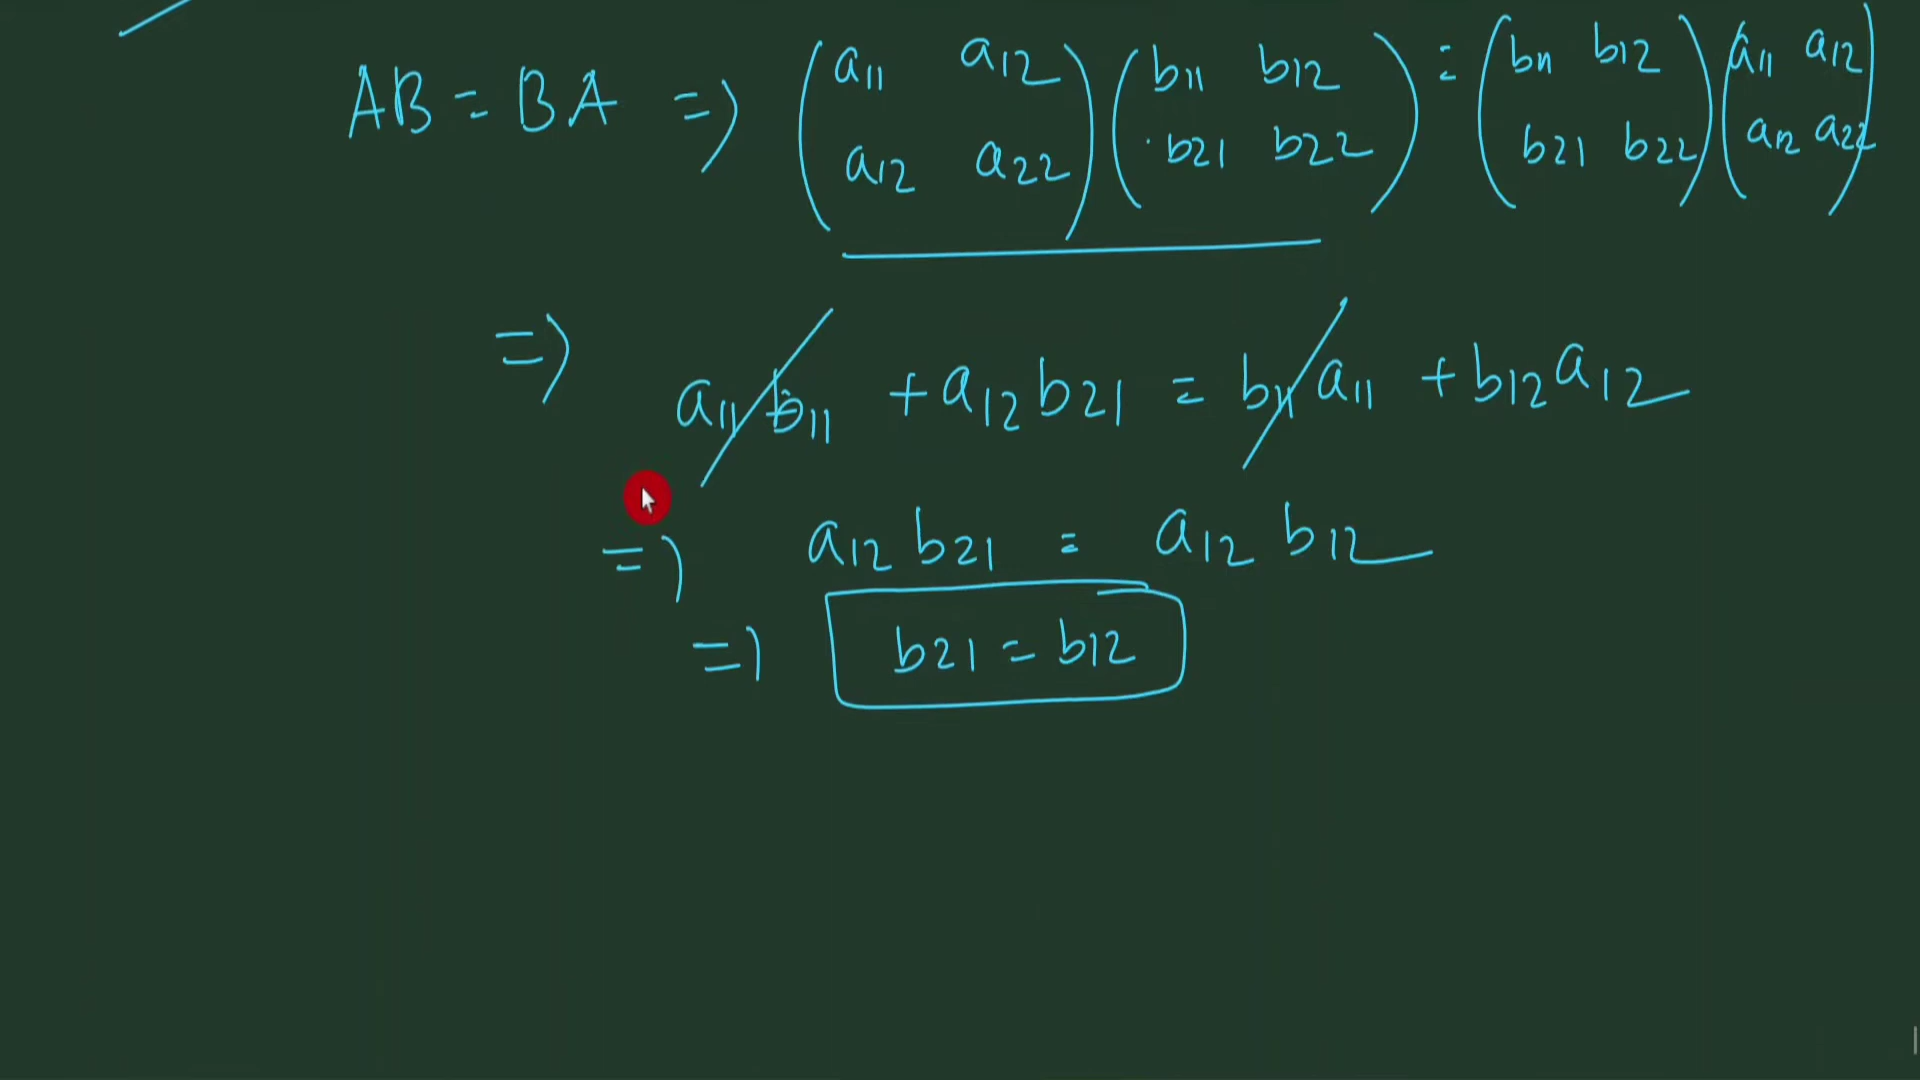 AB = BA => (a11 a12 a12 a22) (b11 b12 b21 b22) = (b11 b12 b21 b22) (a11 a12 a12 a22)
=> a11 b11 + a12 b21 = b11 a11 + b12 a12
=> a12 b21 = a12 b12
=> b21 = b12